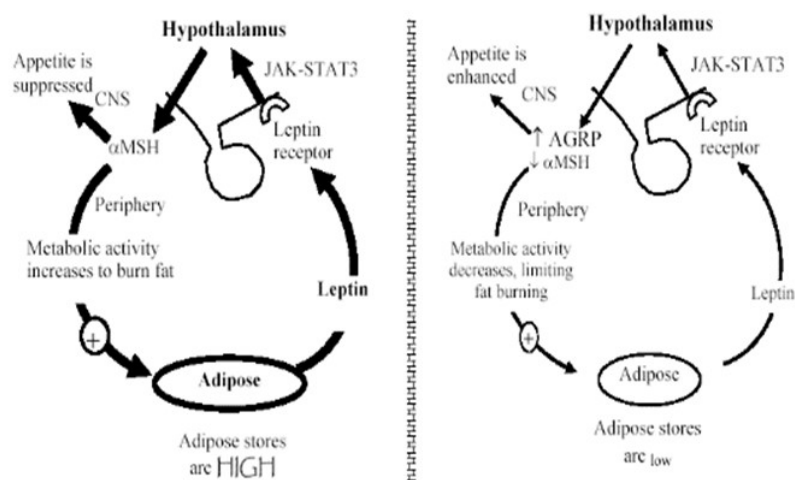 Hypothalamus
Appetite is
suppressed
CNS
JAK-STAT3
αMSH
Leptin
receptor
Periphery
Metabolic activity
increases to burn fat
Leptin
+
Adipose
Adipose stores
are HIGH
Hypothalamus
Appetite is
enhanced
CNS
JAK-STAT3
↑ AGRP
↓ αMSH
Leptin
receptor
Periphery
Metabolic activity
decreases, limiting
fat burning
Leptin
+
Adipose
Adipose stores
are low